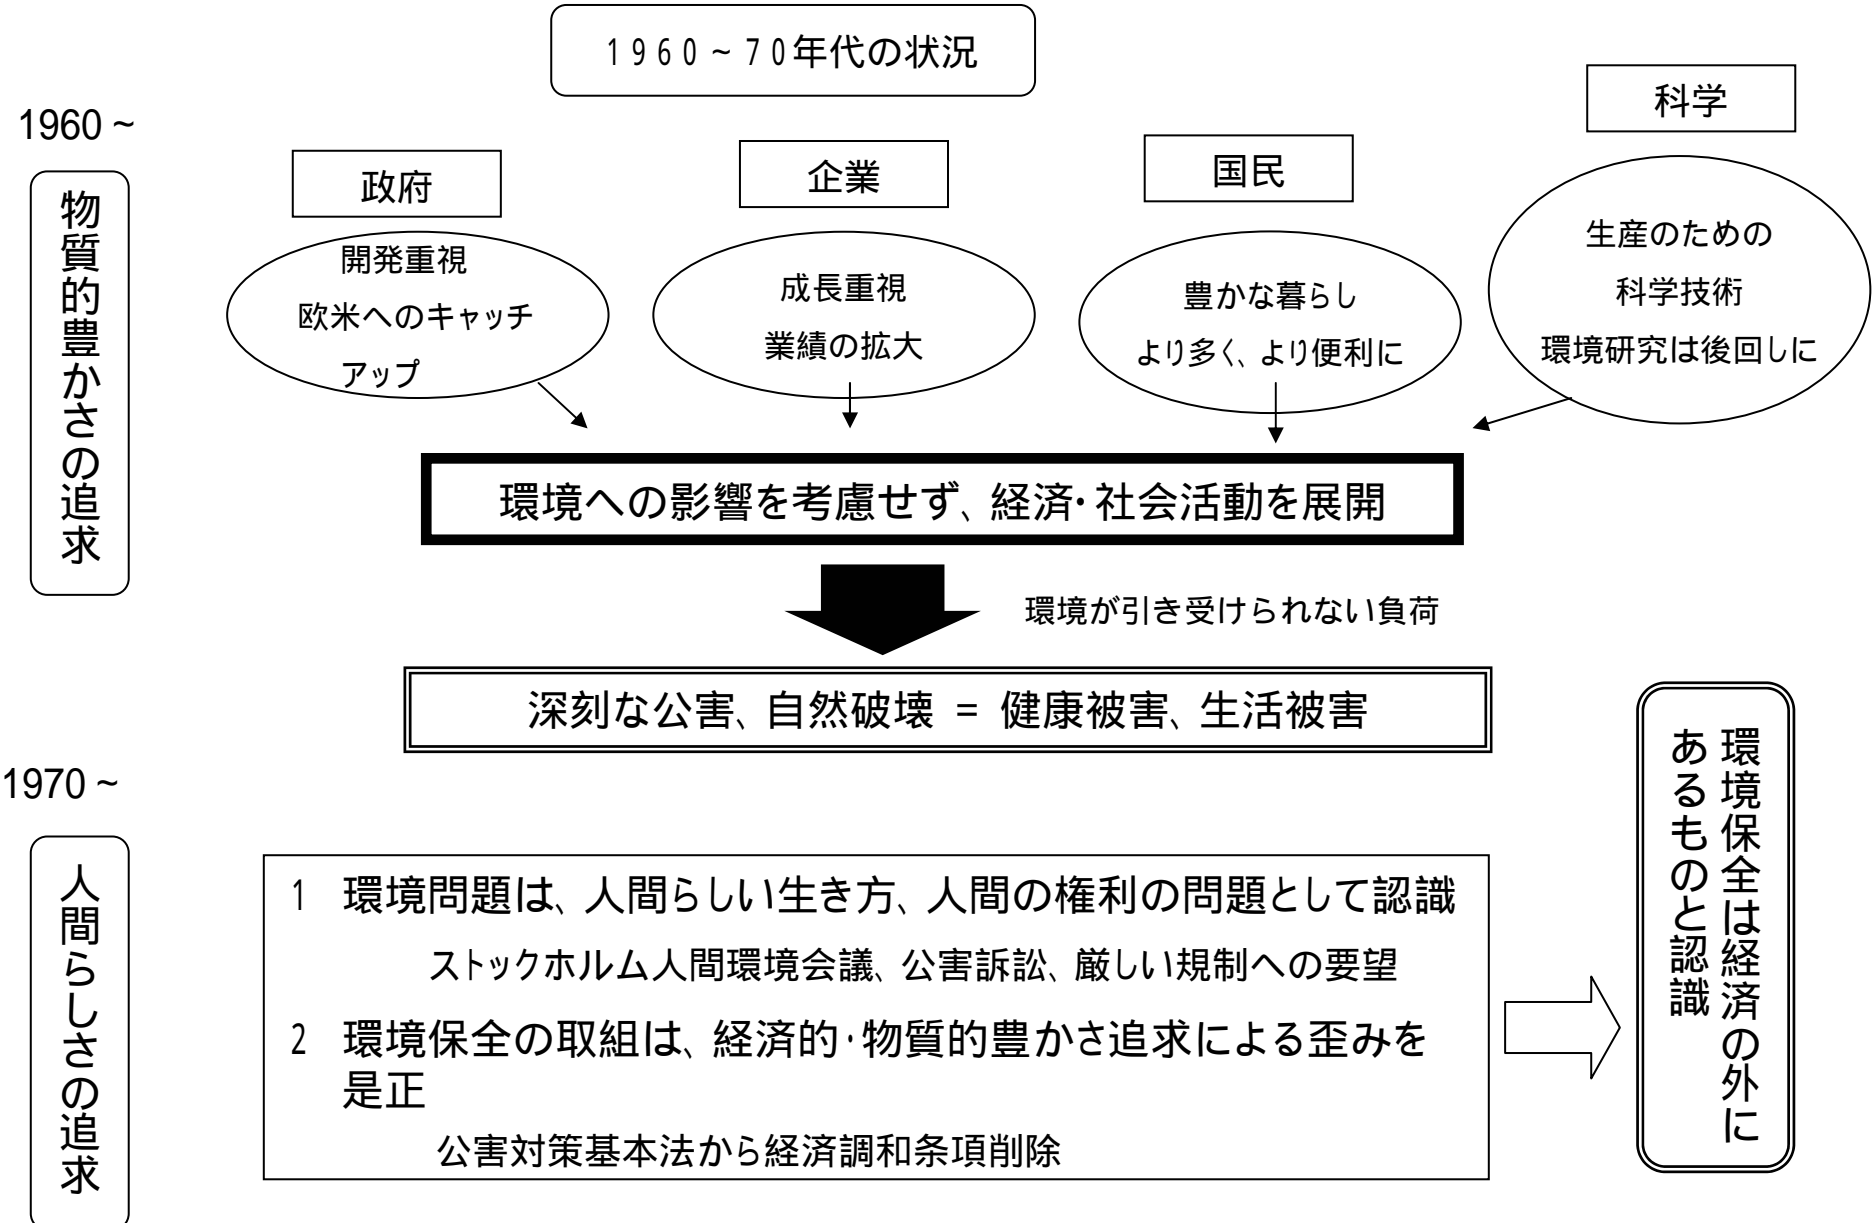 1960～70年代の状況
1960～
物質的豊かさの追求
政府
開発重視
欧米へのキャッチ
アップ
企業
成長重視
業績の拡大
国民
豊かな暮らし
より多く、より便利に
科学
生産のための
科学技術
環境研究は後回しに
環境への影響を考慮せず、経済・社会活動を展開
環境が引き受けられない負荷
深刻な公害、自然破壊 = 健康被害、生活被害
1970～
人間らしさの追求
1 環境問題は、人間らしい生き方、人間の権利の問題として認識
ストックホルム人間環境会議、公害訴訟、厳しい規制への要望
2 環境保全の取組は、経済的・物質的豊かさ追求による歪みを
是正
公害対策基本法から経済調和条項削除
環境保全は経済の外に
あるものと認識